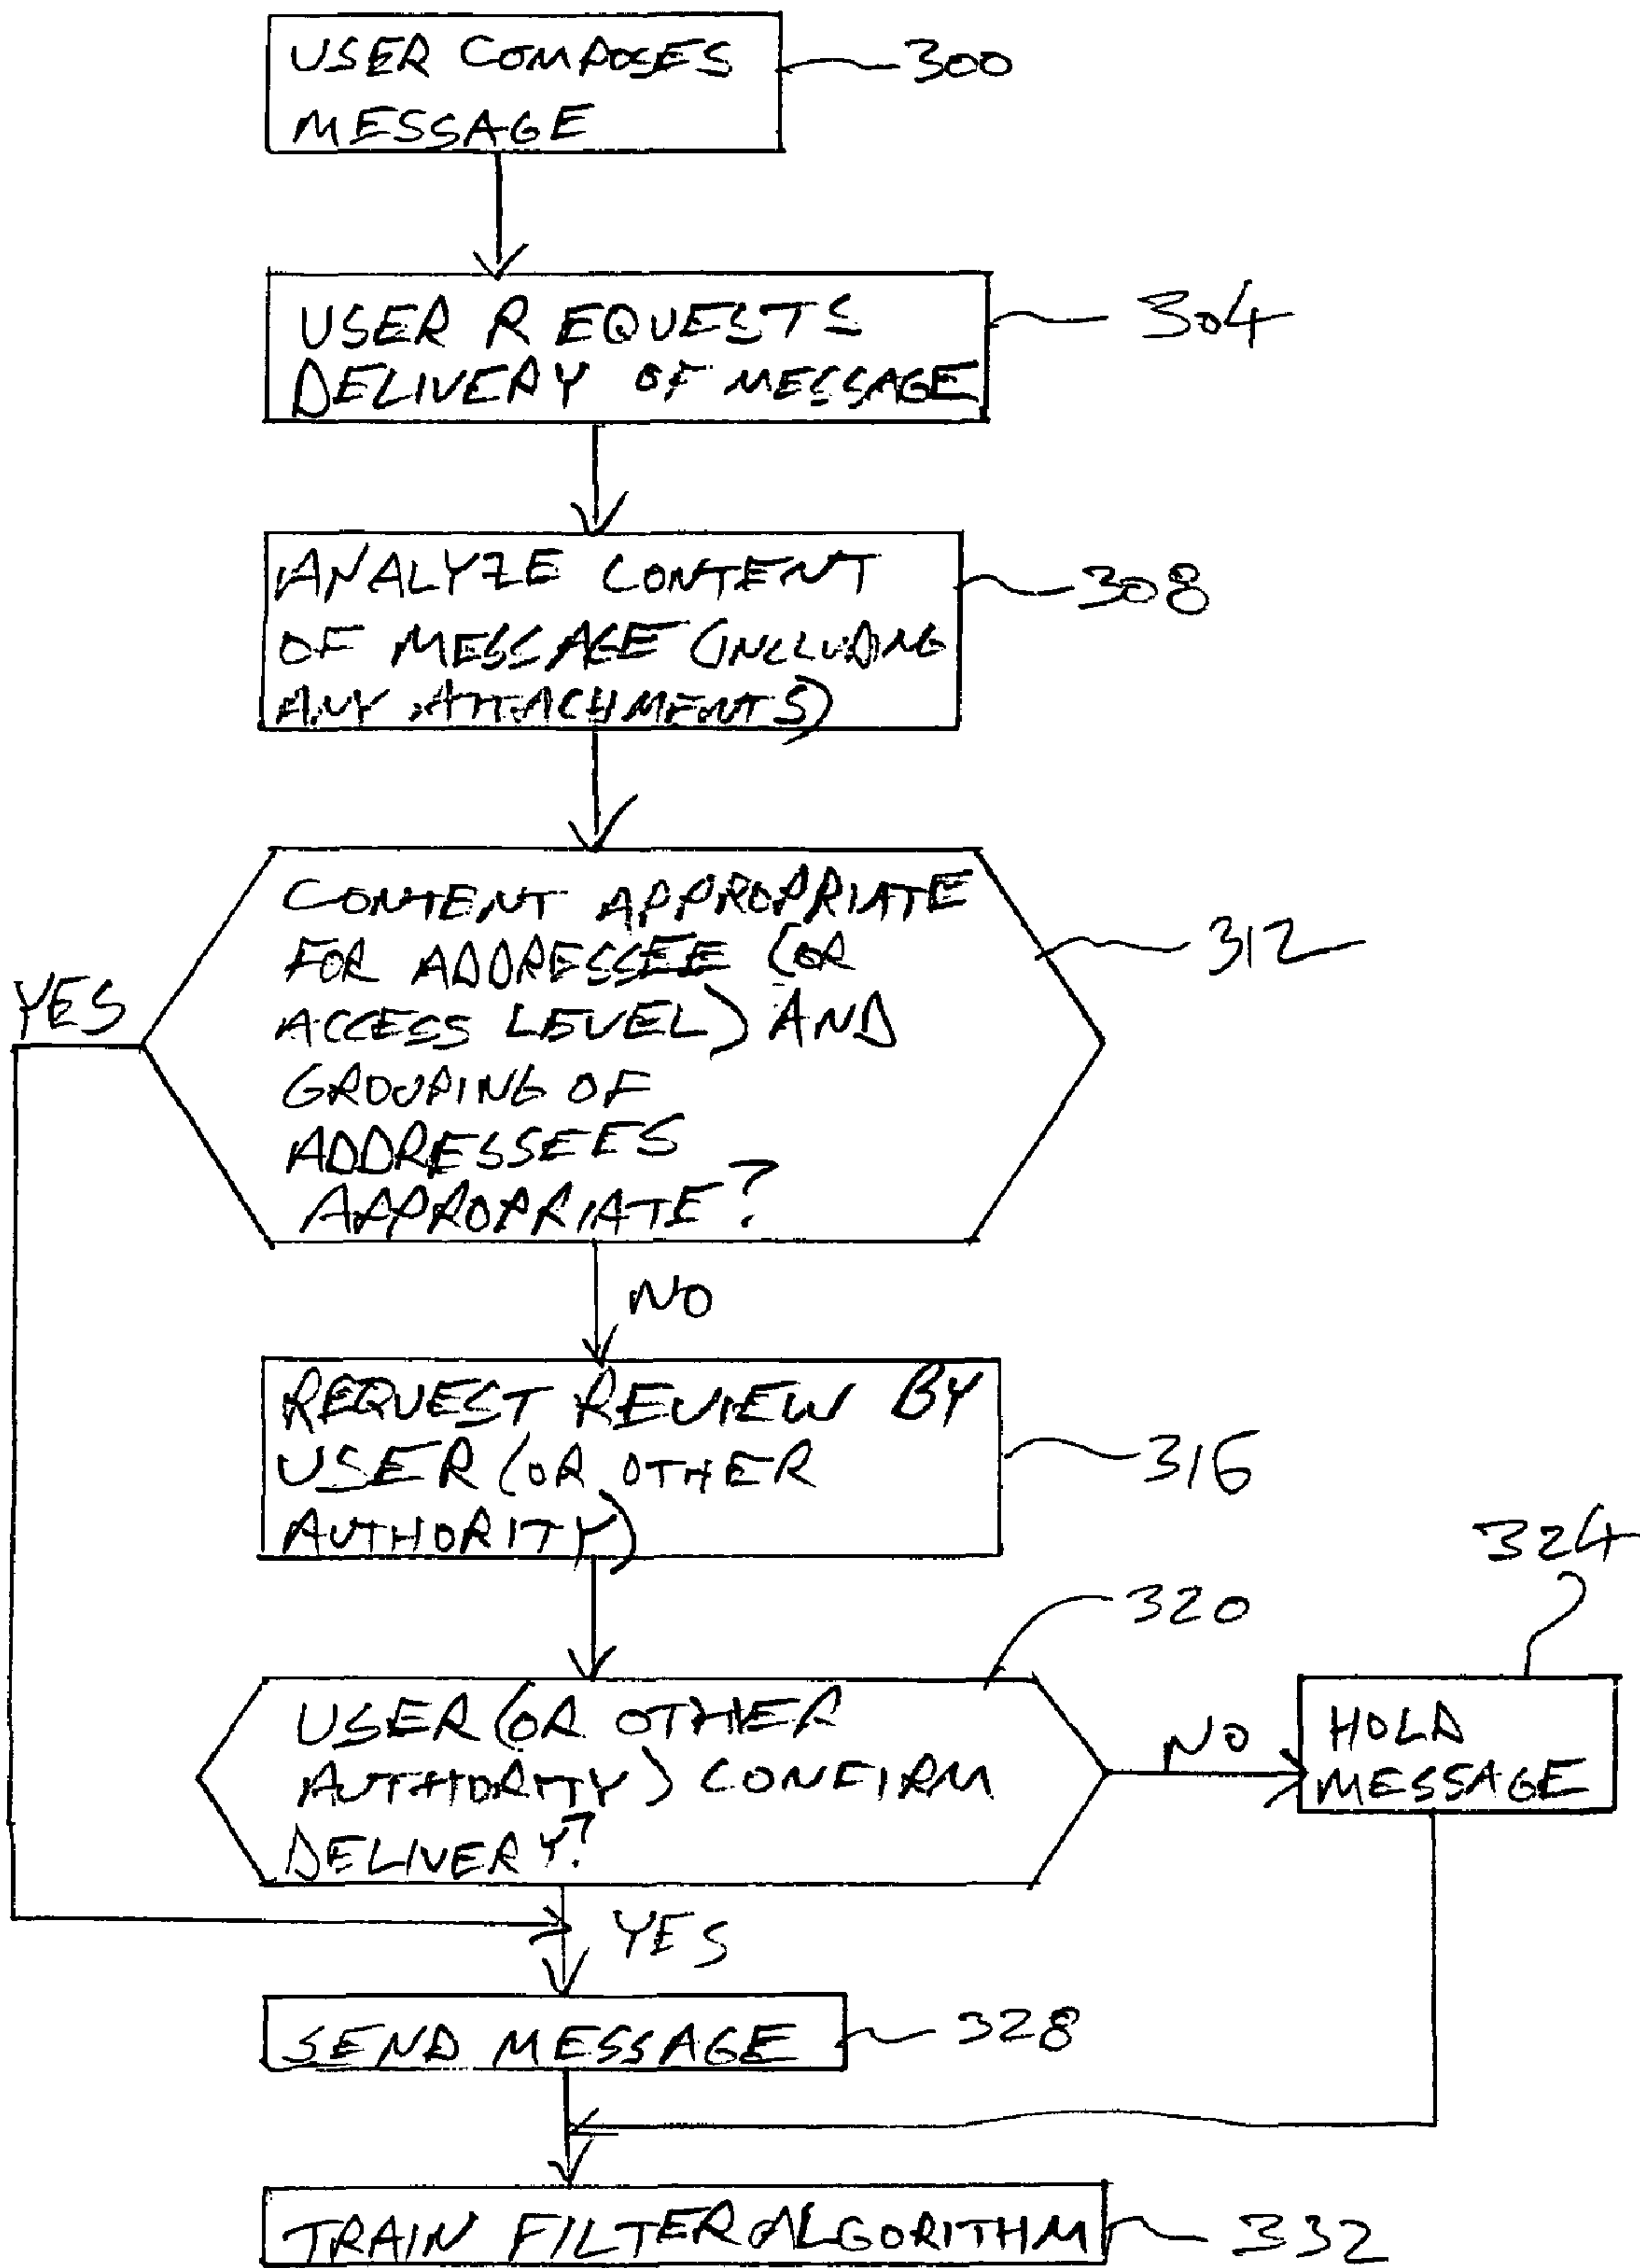 USER COMPOSES
MESSAGE
300
USER REQUESTS
DELIVERY OF MESSAGE
304
ANALYZE CONTENT
OF MESSAGE (INCLUDING
ANY ATTACHMENTS)
308
CONTENT APPROPRIATE
FOR ADDRESSEE (OR
ACCESS LEVEL) AND
GROUPING OF
ADDRESSEES
APPROPRIATE?
312
YES
NO
REQUEST REVIEW BY
USER (OR OTHER
AUTHORITY)
316
USER (OR OTHER
AUTHORITY) CONFIRM
DELIVERY?
320
NO
324
HOLD
MESSAGE
YES
SEND MESSAGE
328
TRAIN FILTER ALGORITHM
332